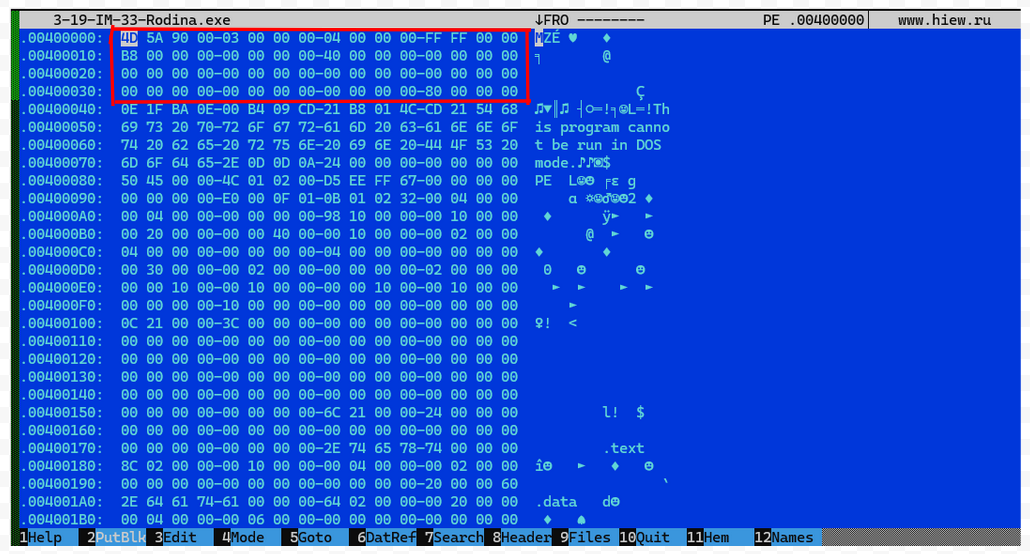 3-19-IM-33-Rodina.exe ↓FRO -------- PE .00400000 www.hiew.ru
.00400000: 4D 5A 90 00-03 00 00 00-04 00 00 00-FF FF 00 00 MZÉ ♥ ♦
.00400010: B8 00 00 00-00 00 00 00-40 00 00 00-00 00 00 00 ╕ @
.00400020: 00 00 00 00-00 00 00 00-00 00 00 00-00 00 00 00
.00400030: 00 00 00 00-00 00 00 00-00 00 00 00-80 00 00 00 Ç
.00400040: 0E 1F BA 0E-00 B4 09 CD-21 B8 01 4C-CD 21 54 68 ♫▼║♫ ┤○═!╕☺L═!Th
.00400050: 69 73 20 70-72 6F 67 72-61 6D 20 63-61 6E 6E 6F is program canno
.00400060: 74 20 62 65-20 72 75 6E-20 69 6E 20-44 4F 53 20 t be run in DOS
.00400070: 6D 6F 64 65-2E 0D 0D 0A-24 00 00 00-00 00 00 00 mode.♪♪◙$
.00400080: 50 45 00 00-4C 01 02 00-D5 EE FF 67-00 00 00 00 PE L☺☻ ╒ε g
.00400090: 00 00 00 00-E0 00 0F 01-0B 01 02 32-00 04 00 00 α ☼☺♂☺☻2 ♦
.004000A0: 00 04 00 00-00 00 00 00-98 10 00 00-00 10 00 00 ♦ ÿ► ►
.004000B0: 00 20 00 00-00 00 40 00-00 10 00 00-00 02 00 00 @ ► ☻
.004000C0: 04 00 00 00-00 00 00 00-04 00 00 00-00 00 00 00 ♦ ♦
.004000D0: 00 30 00 00-00 02 00 00-00 00 00 00-02 00 00 00 0 ☻ ☻
.004000E0: 00 00 10 00-00 10 00 00-00 00 10 00-00 10 00 00 ► ► ► ►
.004000F0: 00 00 00 00-10 00 00 00-00 00 00 00-00 00 00 00 ►
.00400100: 0C 21 00 00-3C 00 00 00-00 00 00 00-00 00 00 00 ♀! <
.00400110: 00 00 00 00-00 00 00 00-00 00 00 00-00 00 00 00
.00400120: 00 00 00 00-00 00 00 00-00 00 00 00-00 00 00 00
.00400130: 00 00 00 00-00 00 00 00-00 00 00 00-00 00 00 00
.00400140: 00 00 00 00-00 00 00 00-00 00 00 00-00 00 00 00
.00400150: 00 00 00 00-00 00 00 00-6C 21 00 00-24 00 00 00 l! $
.00400160: 00 00 00 00-00 00 00 00-00 00 00 00-00 00 00 00
.00400170: 00 00 00 00-00 00 00 00-2E 74 65 78-74 00 00 00 .text
.00400180: 8C 02 00 00-00 10 00 00-00 04 00 00-00 02 00 00 î☻ ► ♦ ☻
.00400190: 00 00 00 00-00 00 00 00-00 00 00 00-20 00 00 60 `
.004001A0: 2E 64 61 74-61 00 00 00-64 02 00 00-00 20 00 00 .data d☻
.004001B0: 00 04 00 00-00 06 00 00-00 00 00 00-00 00 00 00 ♦ ♠
1Help 2PutBlk 3Edit 4Mode 5Goto 6DatRef 7Search 8Header 9Files 10Quit 11Hem 12Names